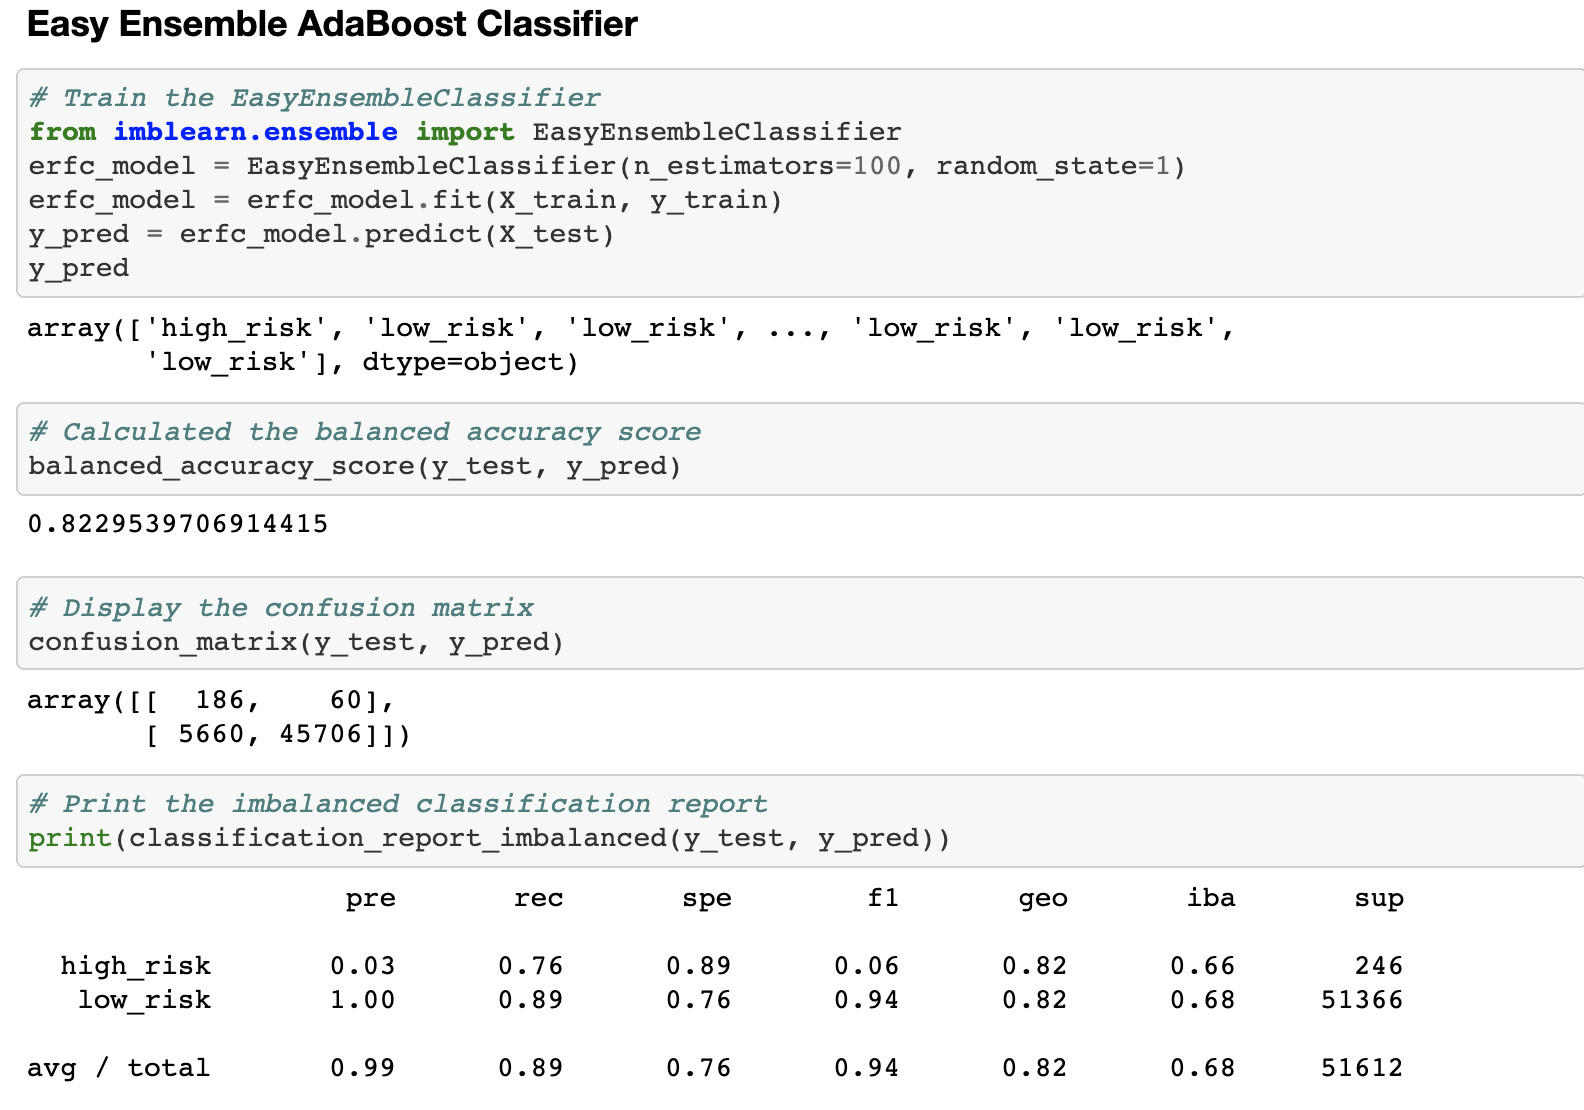 Easy Ensemble AdaBoost Classifier
# Train the EasyEnsembleClassifier
from imblearn.ensemble import EasyEnsembleClassifier
erfc_model = EasyEnsembleClassifier(n_estimators=100, random_state=1)
erfc_model = erfc_model.fit(X_train, y_train)
y_pred = erfc_model.predict(X_test)
y_pred
array(['high_risk', 'low_risk', 'low_risk', ..., 'low_risk', 'low_risk',
       'low_risk'], dtype=object)
# Calculated the balanced accuracy score
balanced_accuracy_score(y_test, y_pred)
0.8229539706914415
# Display the confusion matrix
confusion_matrix(y_test, y_pred)
array([[  186,    60],
       [ 5660, 45706]])
# Print the imbalanced classification report
print(classification_report_imbalanced(y_test, y_pred))
pre rec spe f1 geo iba sup
high_risk 0.03 0.76 0.89 0.06 0.82 0.66 246
low_risk 1.00 0.89 0.76 0.94 0.82 0.68 51366
avg / total 0.99 0.89 0.76 0.94 0.82 0.68 51612